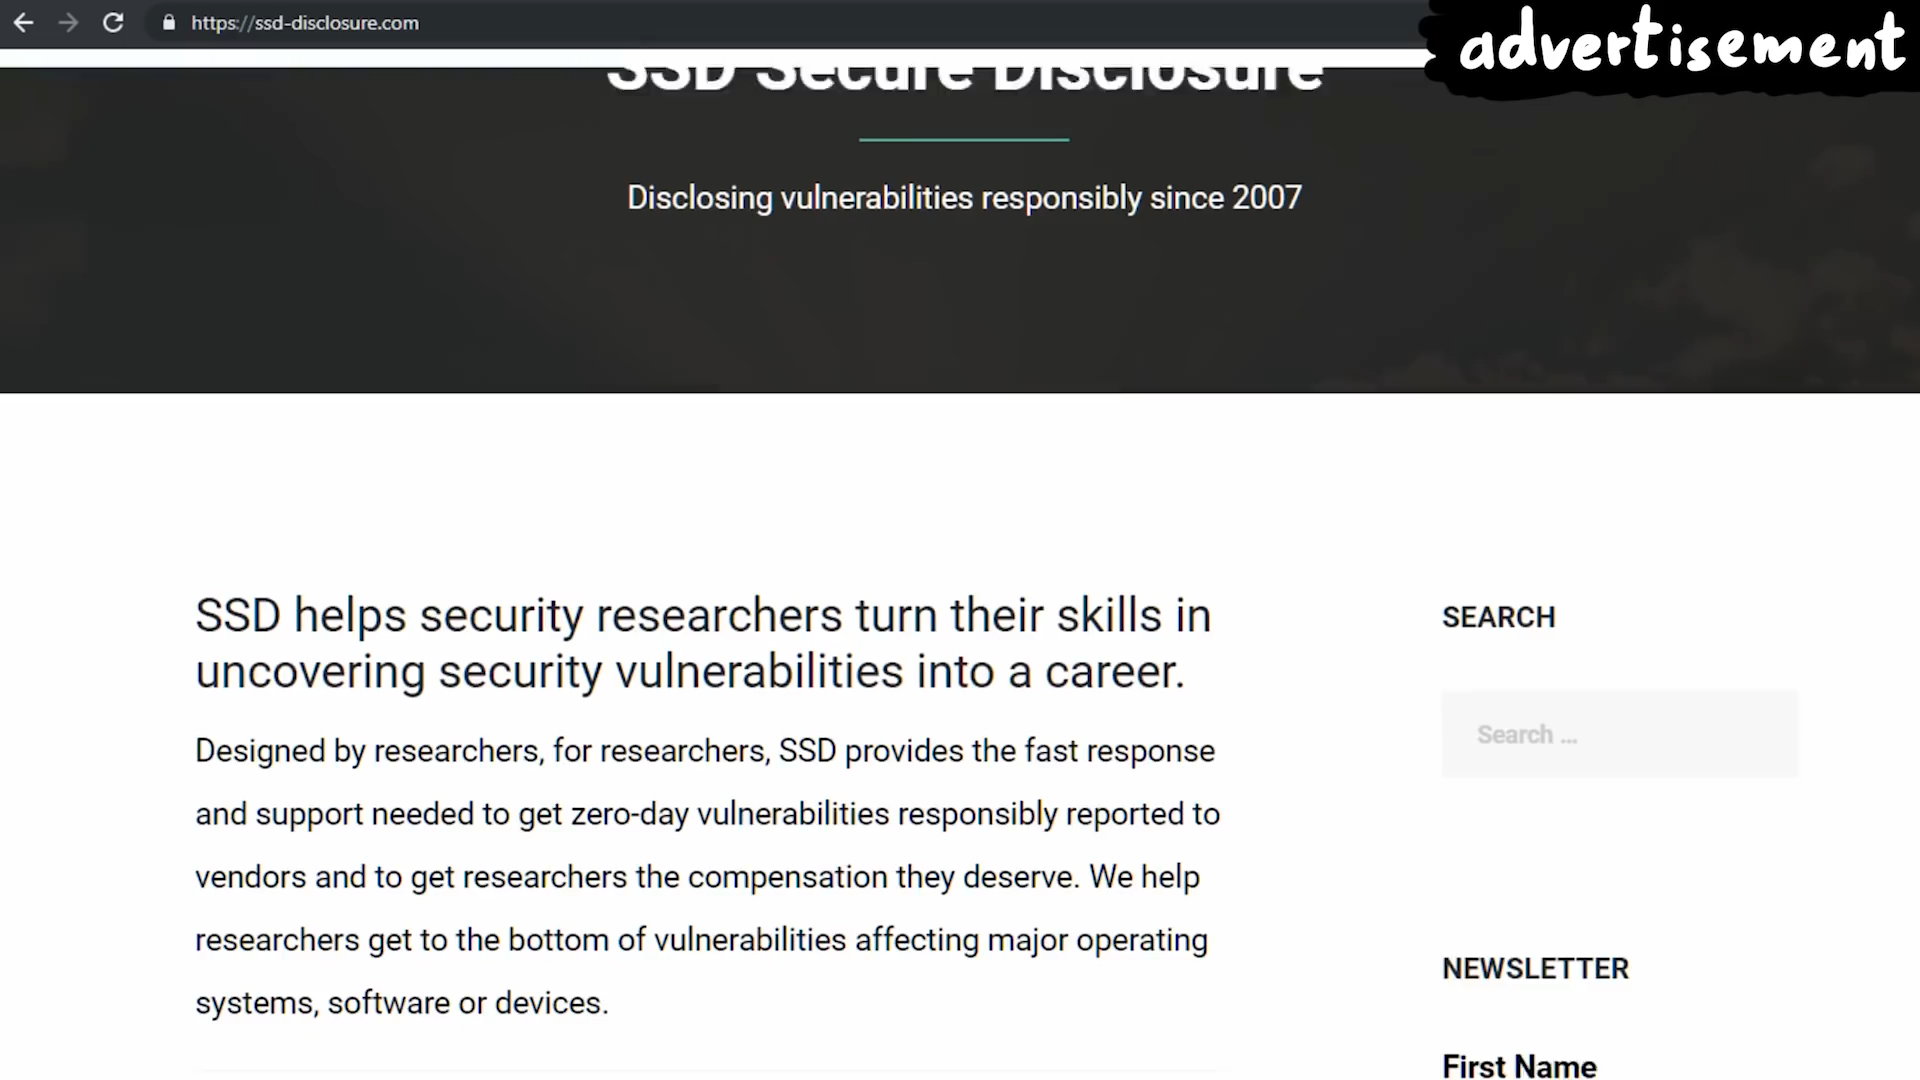 https://ssd-disclosure.com
advertisement
SSD Secure Disclosure
Disclosing vulnerabilities responsibly since 2007
SSD helps security researchers turn their skills in
uncovering security vulnerabilities into a career.
Designed by researchers, for researchers, SSD provides the fast response
and support needed to get zero-day vulnerabilities responsibly reported to
vendors and to get researchers the compensation they deserve. We help
researchers get to the bottom of vulnerabilities affecting major operating
systems, software or devices.
SEARCH
Search ...
NEWSLETTER
First Name